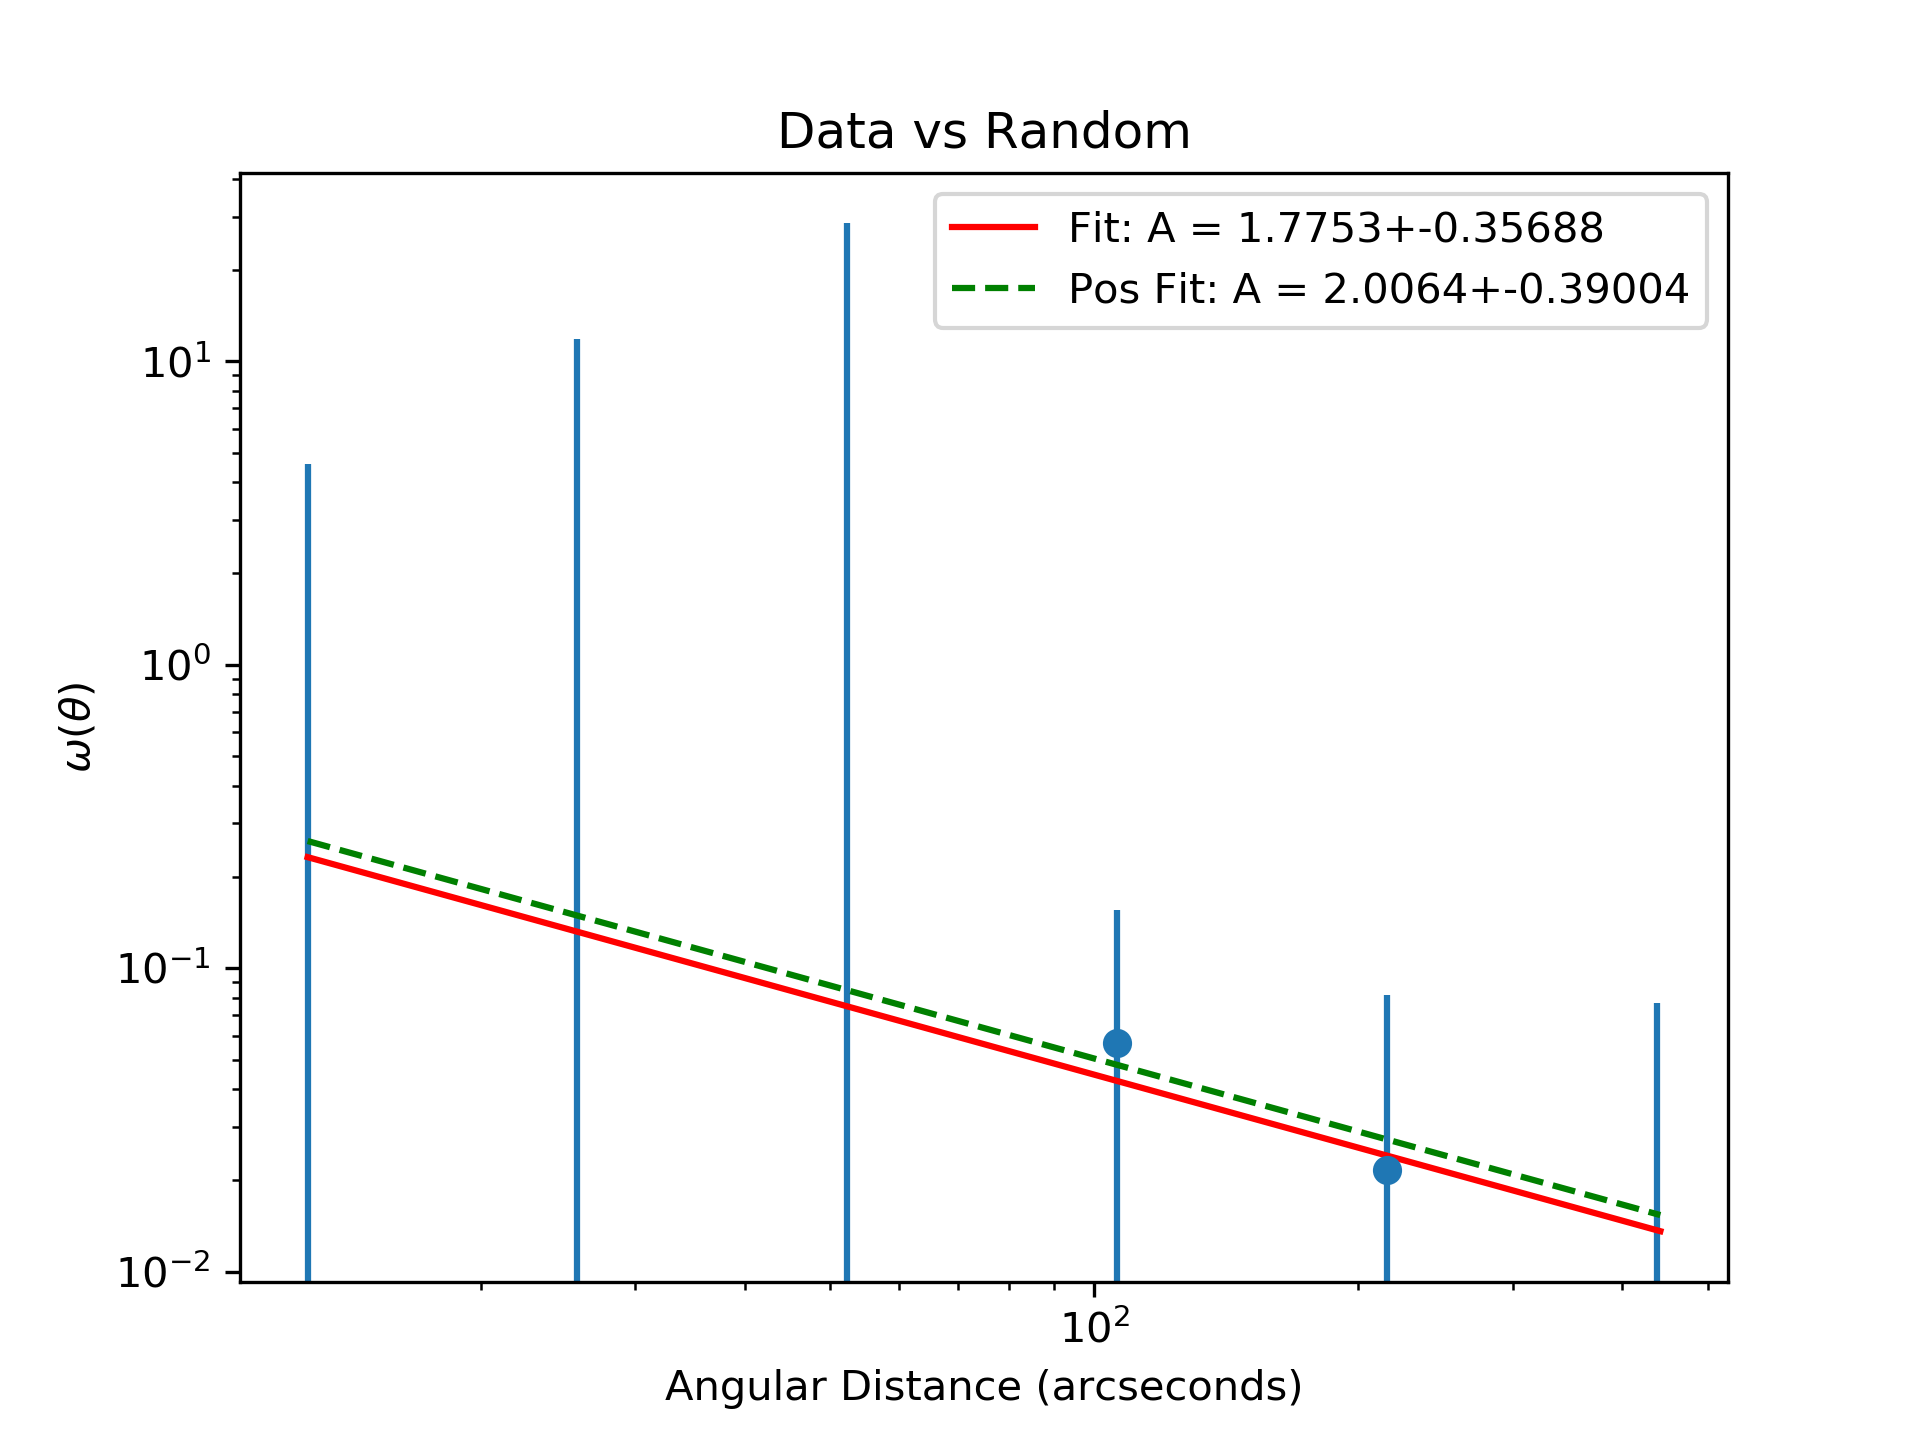 Data vs Random
Fit: A = 1.7753+-0.35688
Pos Fit: A = 2.0064+-0.39004
10¹
10⁰
10⁻¹
10⁻²
ω(θ)
10²
Angular Distance (arcseconds)